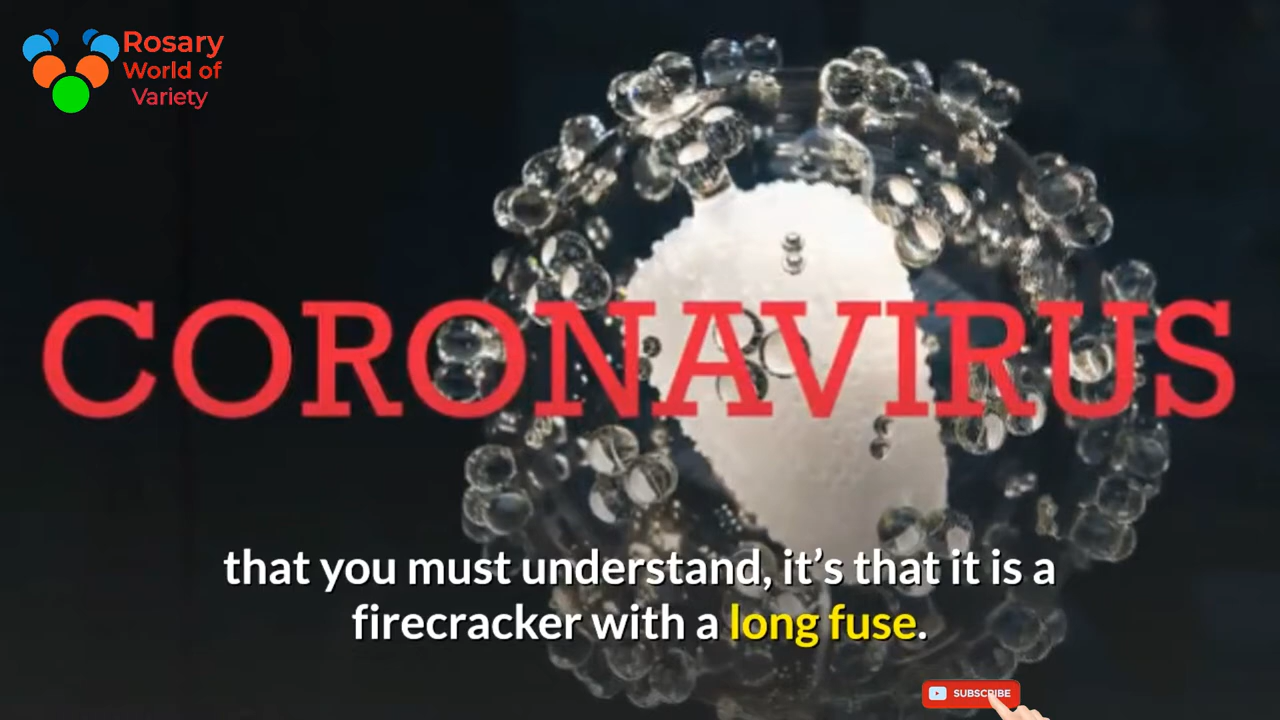 Rosary
World of
Variety
CORONAVIRUS
that you must understand, it’s that it is a
firecracker with a long fuse.
SUBSCRIBE